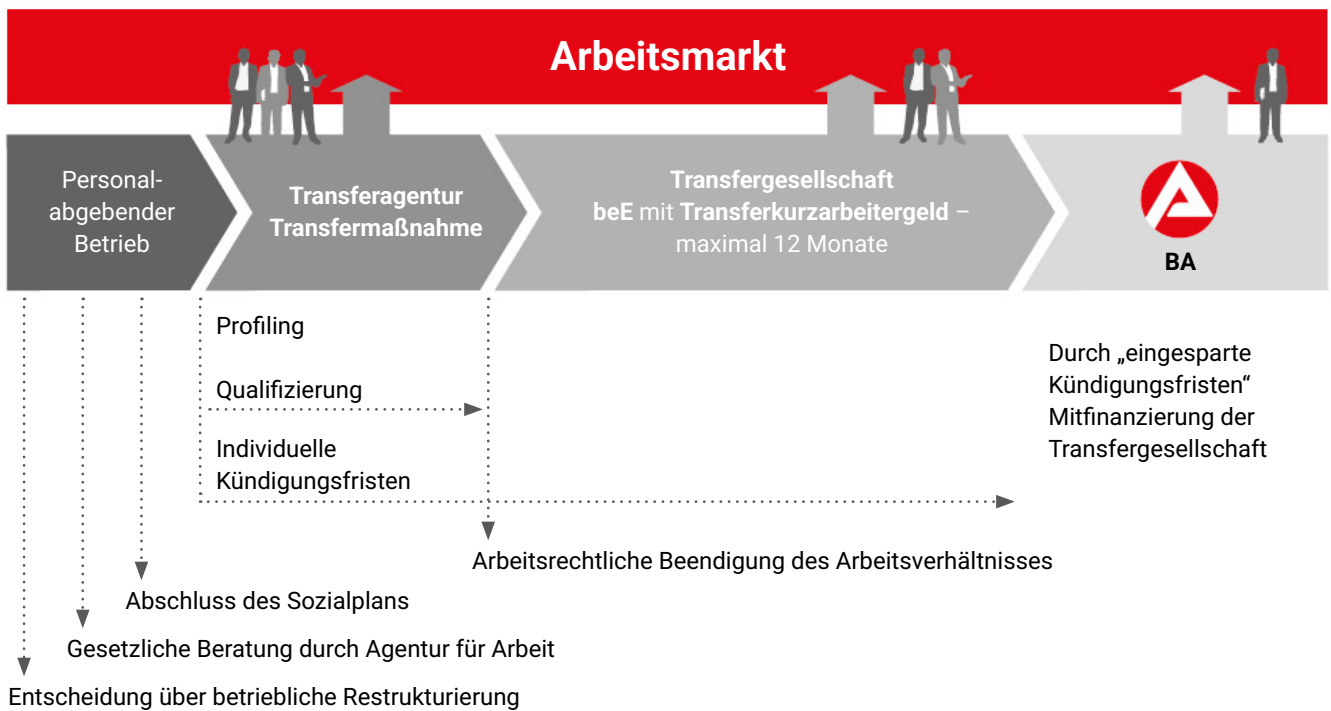 Arbeitsmarkt
Personal-
abgebender
Betrieb
Transferagentur
Transfermaßnahme
Transfergesellschaft
beE mit Transferkurzarbeitergeld –
maximal 12 Monate
BA
Profiling
Qualifizierung
Individuelle
Kündigungsfristen
Durch „eingesparte
Kündigungsfristen“
Mitfinanzierung der
Transfergesellschaft
Arbeitsrechtliche Beendigung des Arbeitsverhältnisses
Abschluss des Sozialplans
Gesetzliche Beratung durch Agentur für Arbeit
Entscheidung über betriebliche Restrukturierung